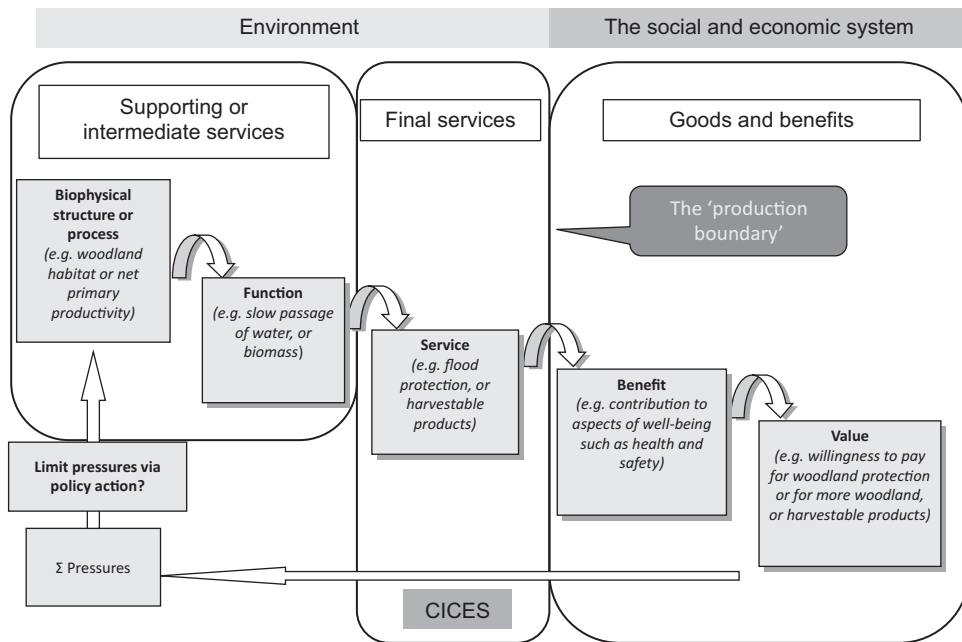 Environment
The social and economic system
Supporting or
intermediate services
Final services
Goods and benefits
Biophysical
structure or
process
(e.g. woodland
habitat or net
primary
productivity)
The ‘production
boundary’
Function
(e.g. slow passage
of water, or
biomass)
Service
(e.g. flood
protection, or
harvestable
products)
Benefit
(e.g. contribution to
aspects of well-being
such as health and
safety)
Value
(e.g. willingness to pay
for woodland protection
or for more woodland,
or harvestable products)
Limit pressures via
policy action?
Σ Pressures
CICES